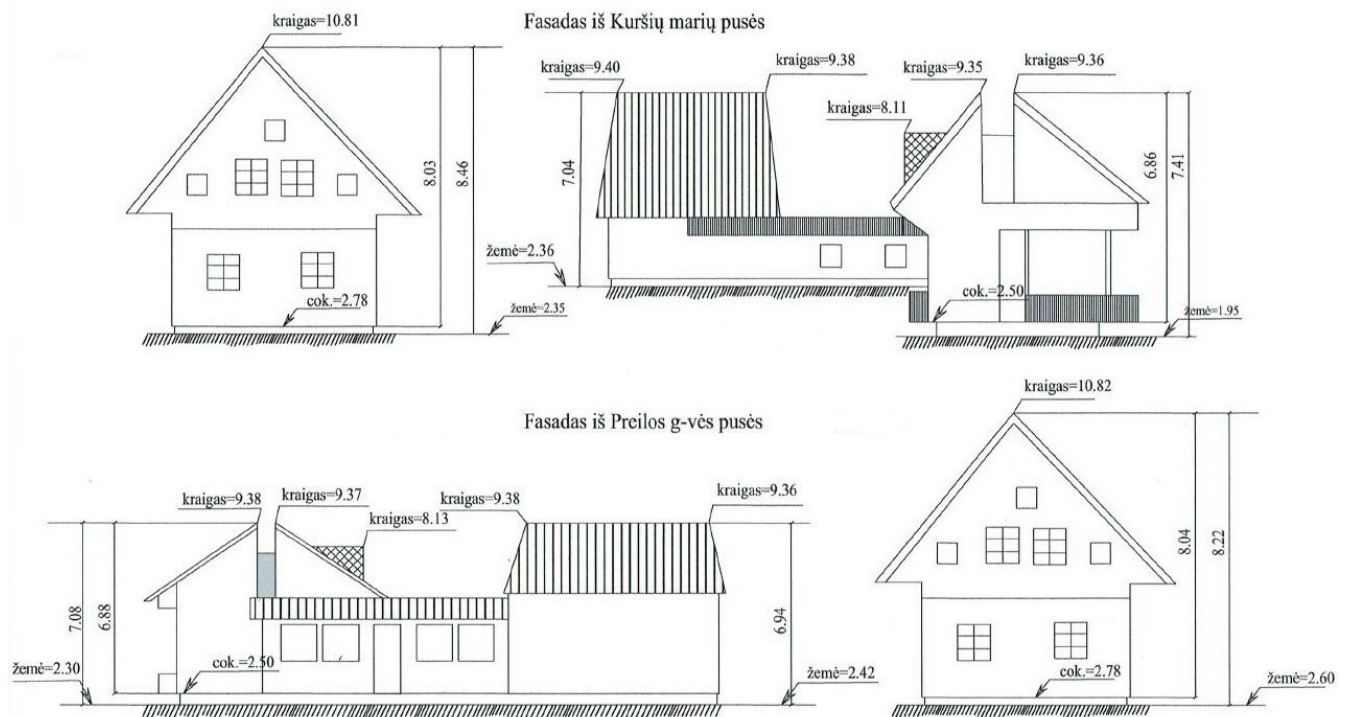 Fasadas iš Kuršių marių pusės
kraigas=10.81
8.03
8.46
cok.=2.78
žemė=2.35
kraigas=9.40
kraigas=9.38
kraigas=9.35
kraigas=9.36
kraigas=8.11
7.04
6.86
7.41
žemė=2.36
cok.=2.50
žemė=1.95
Fasadas iš Preilos g-vės pusės
kraigas=9.38
kraigas=9.37
kraigas=8.13
kraigas=9.38
kraigas=9.36
7.08
6.88
6.94
žemė=2.30
cok.=2.50
žemė=2.42
kraigas=10.82
8.04
8.22
cok.=2.78
žemė=2.60